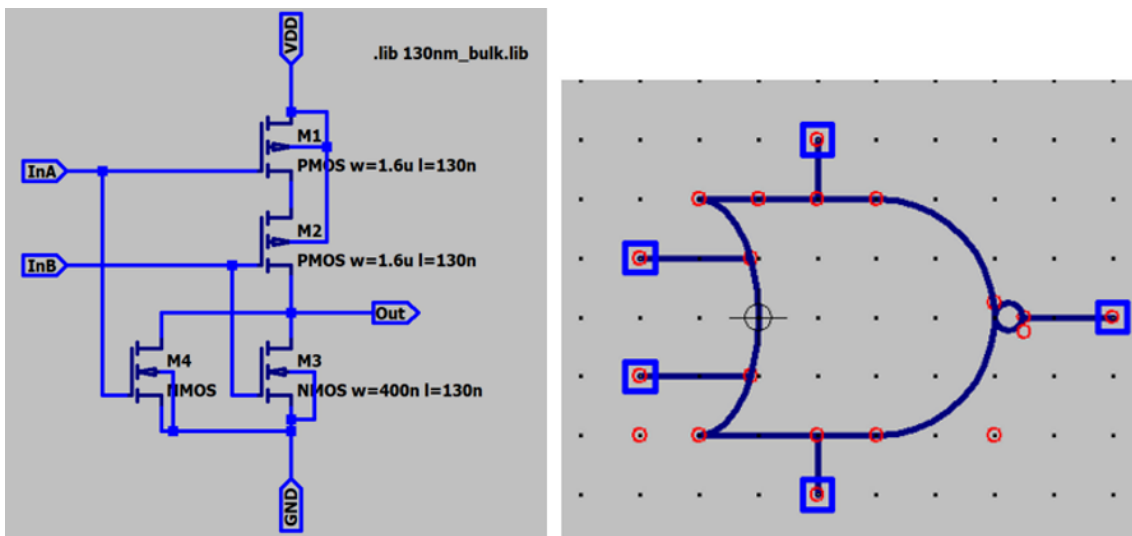 VDD
.lib 130nm_bulk.lib
M1
InA
PMOS w=1.6u l=130n
M2
InB
PMOS w=1.6u l=130n
Out
M4
M3
NMOS
NMOS w=400n l=130n
GND